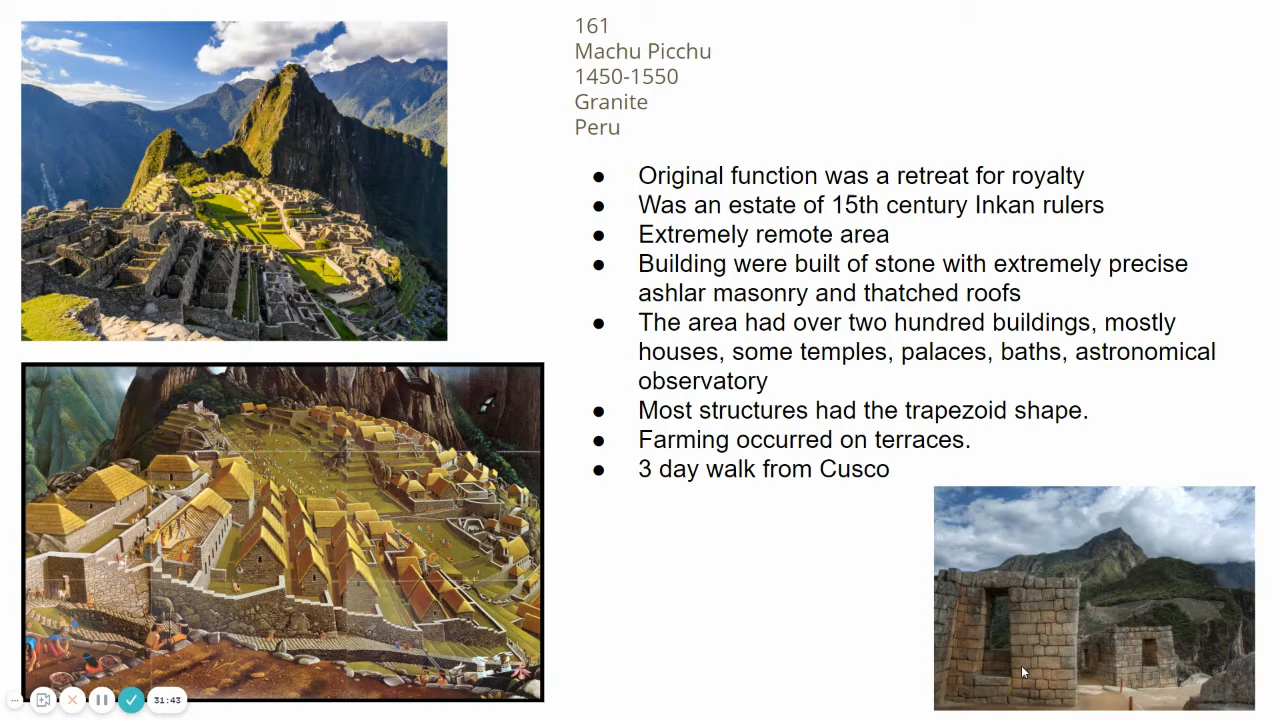 161
Machu Picchu
1450-1550
Granite
Peru
● Original function was a retreat for royalty
● Was an estate of 15th century Inkan rulers
● Extremely remote area
● Building were built of stone with extremely precise
ashlar masonry and thatched roofs
● The area had over two hundred buildings, mostly
houses, some temples, palaces, baths, astronomical
observatory
● Most structures had the trapezoid shape.
● Farming occurred on terraces.
● 3 day walk from Cusco
31:43